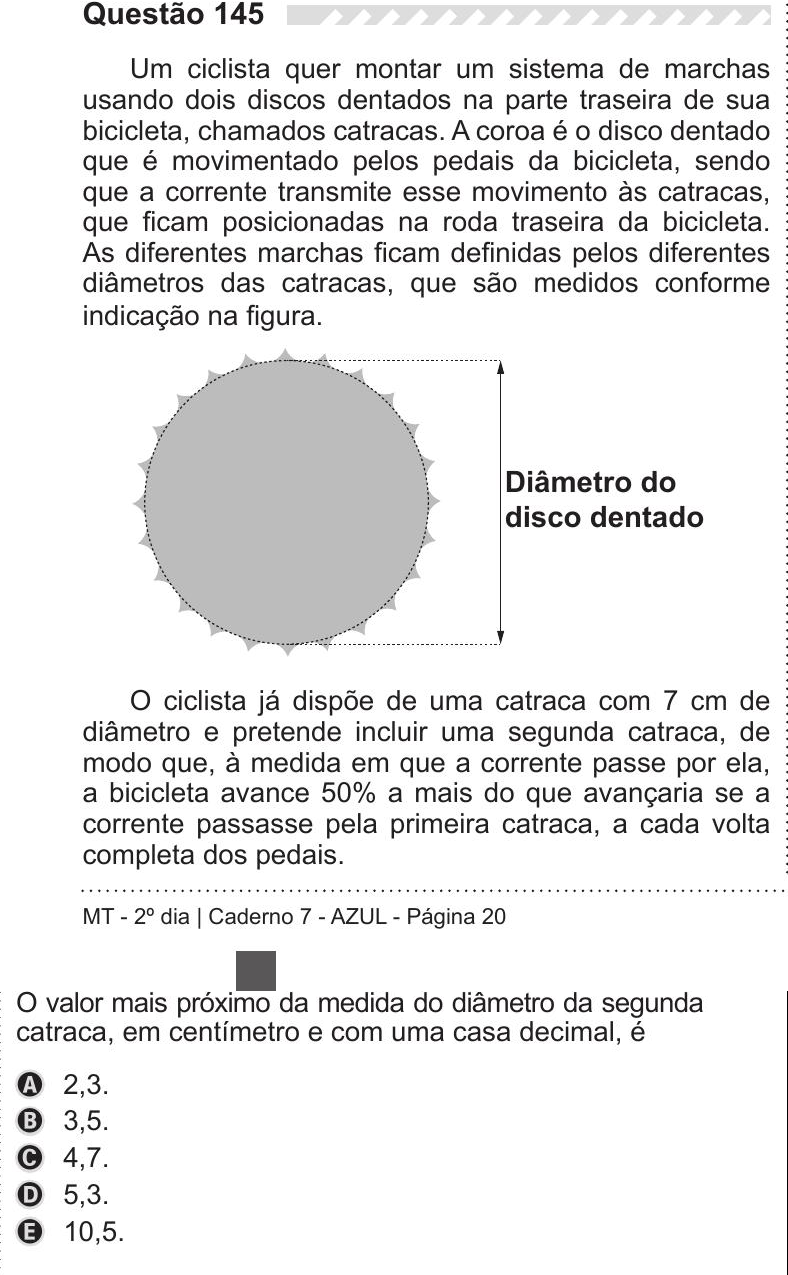 Questão 145
Um ciclista quer montar um sistema de marchas
usando dois discos dentados na parte traseira de sua
bicicleta, chamados catracas. A coroa é o disco dentado
que é movimentado pelos pedais da bicicleta, sendo
que a corrente transmite esse movimento às catracas,
que ficam posicionadas na roda traseira da bicicleta.
As diferentes marchas ficam definidas pelos diferentes
diâmetros das catracas, que são medidos conforme
indicação na figura.
Diâmetro do
disco dentado
O ciclista já dispõe de uma catraca com 7 cm de
diâmetro e pretende incluir uma segunda catraca, de
modo que, à medida em que a corrente passe por ela,
a bicicleta avance 50% a mais do que avançaria se a
corrente passasse pela primeira catraca, a cada volta
completa dos pedais.
MT - 2º dia | Caderno 7 - AZUL - Página 20
O valor mais próximo da medida do diâmetro da segunda
catraca, em centímetro e com uma casa decimal, é
A 2,3.
B 3,5.
C 4,7.
D 5,3.
E 10,5.